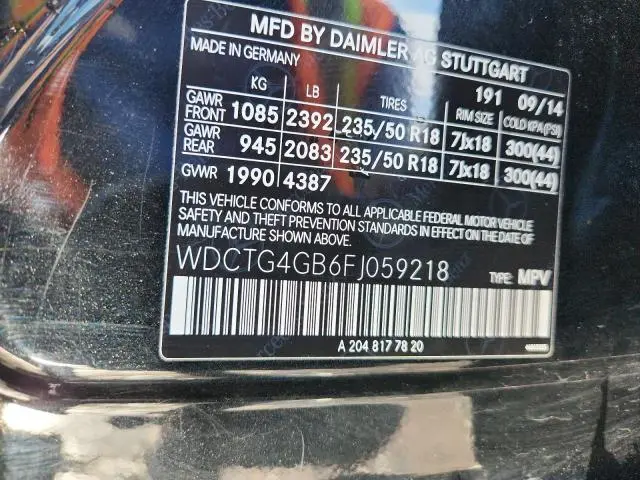 MFD BY DAIMLER AG STUTTGART
MADE IN GERMANY
191 09/14
KG LB TIRES RIM SIZE COLD KPA(PSI)
GAWR FRONT 1085 2392 235/50 R18 7Jx18 300(44)
GAWR REAR 945 2083 235/50 R18 7Jx18 300(44)
GVWR 1990 4387
THIS VEHICLE CONFORMS TO ALL APPLICABLE FEDERAL MOTOR VEHICLE
SAFETY AND THEFT PREVENTION STANDARDS IN EFFECT ON THE DATE OF
MANUFACTURE SHOWN ABOVE.
WDCTG4GB6FJ059218 TYPE: MPV
A 204 817 78 20